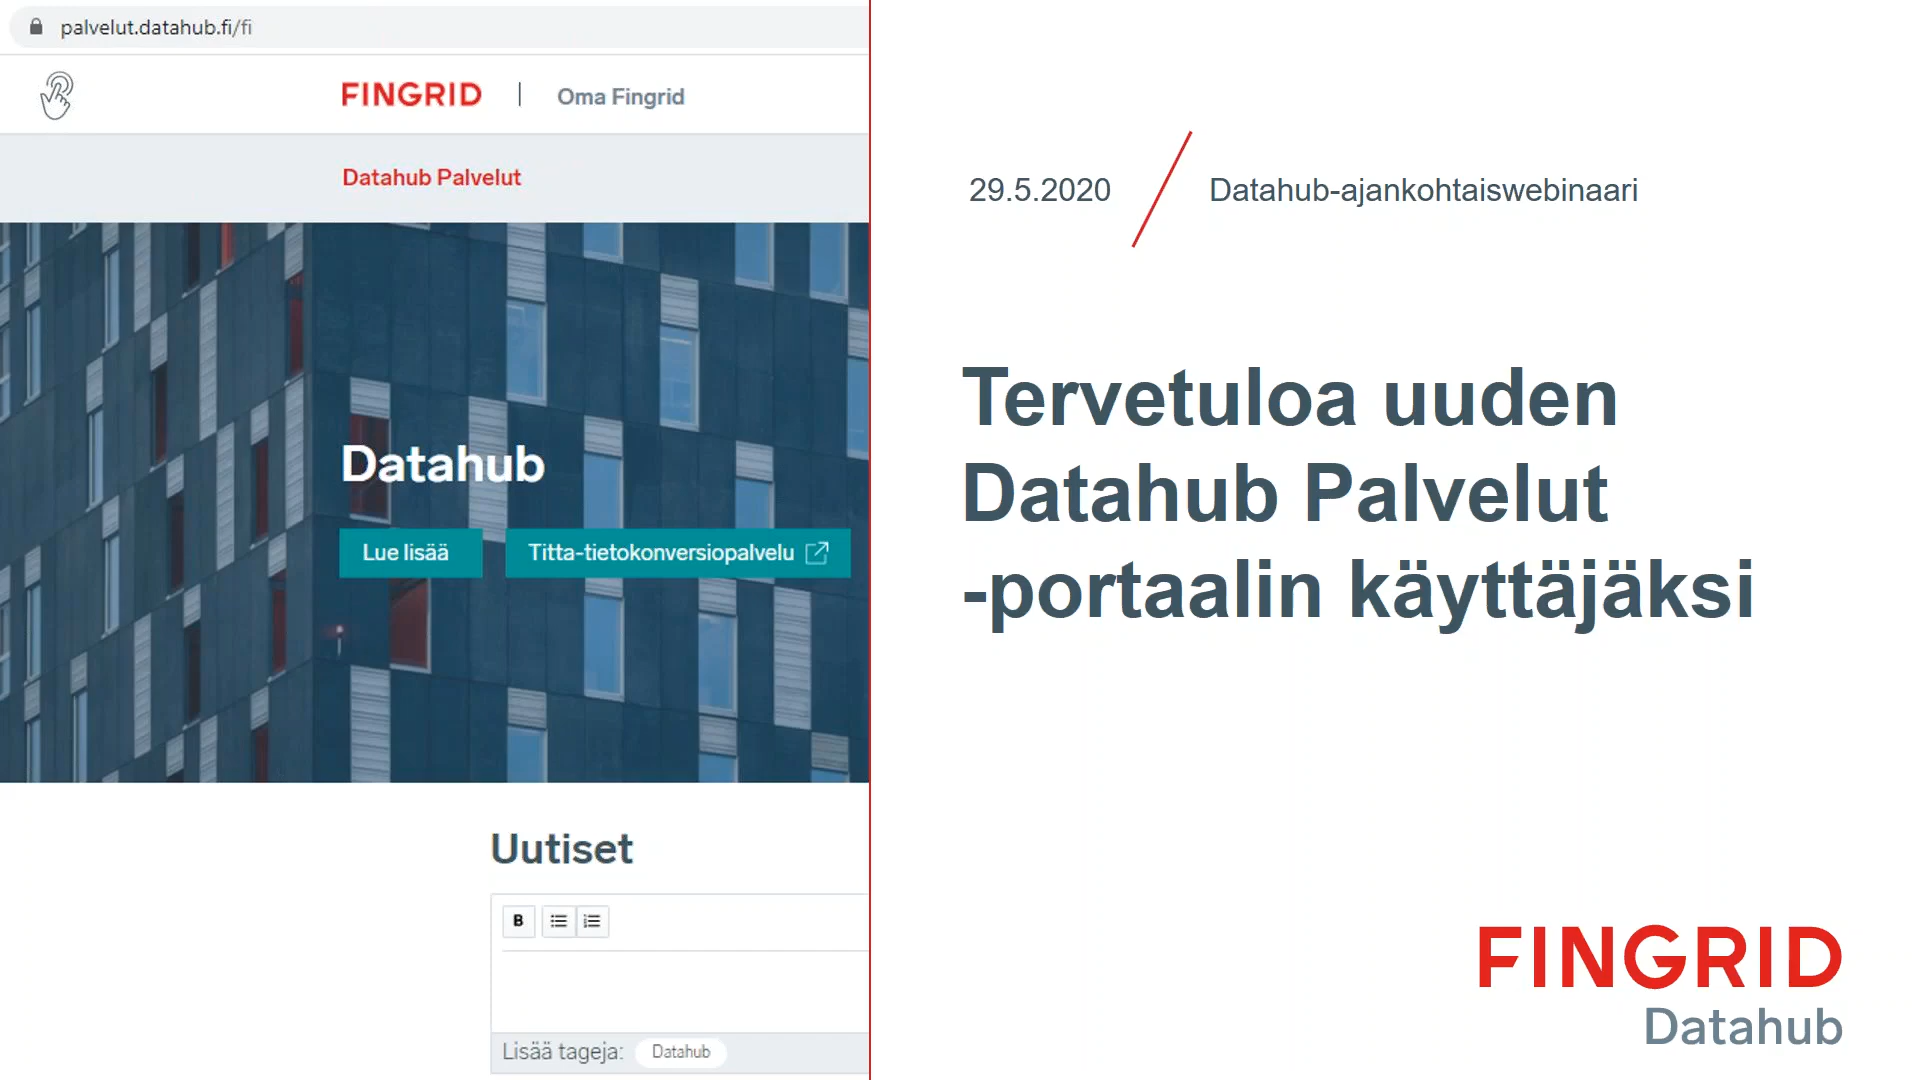 palvelut.datahub.fi/fi
FINGRID | Oma Fingrid
Datahub Palvelut
Datahub
Lue lisää
Titta-tietokonversiopalvelu
Uutiset
B
Lisää tageja: Datahub
29.5.2020
Datahub-ajankohtaiswebinaari
Tervetuloa uuden
Datahub Palvelut
-portaalin käyttäjäksi
FINGRID
Datahub